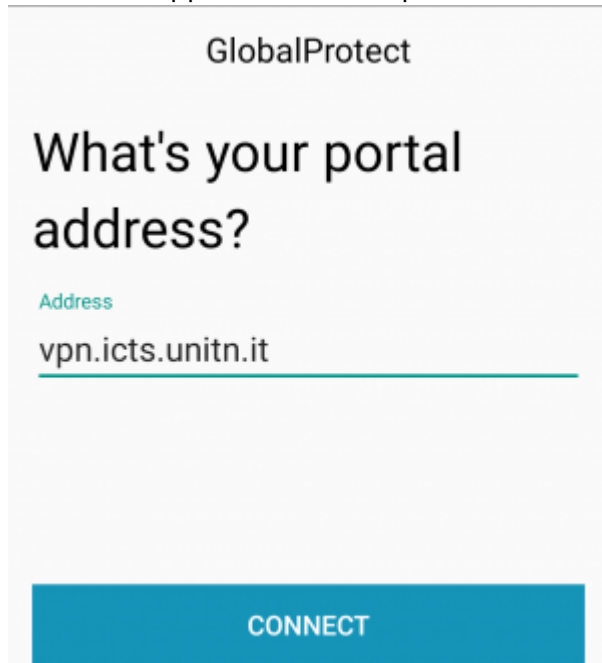 GlobalProtect
What's your portal
address?
Address
vpn.icts.unitn.it
CONNECT